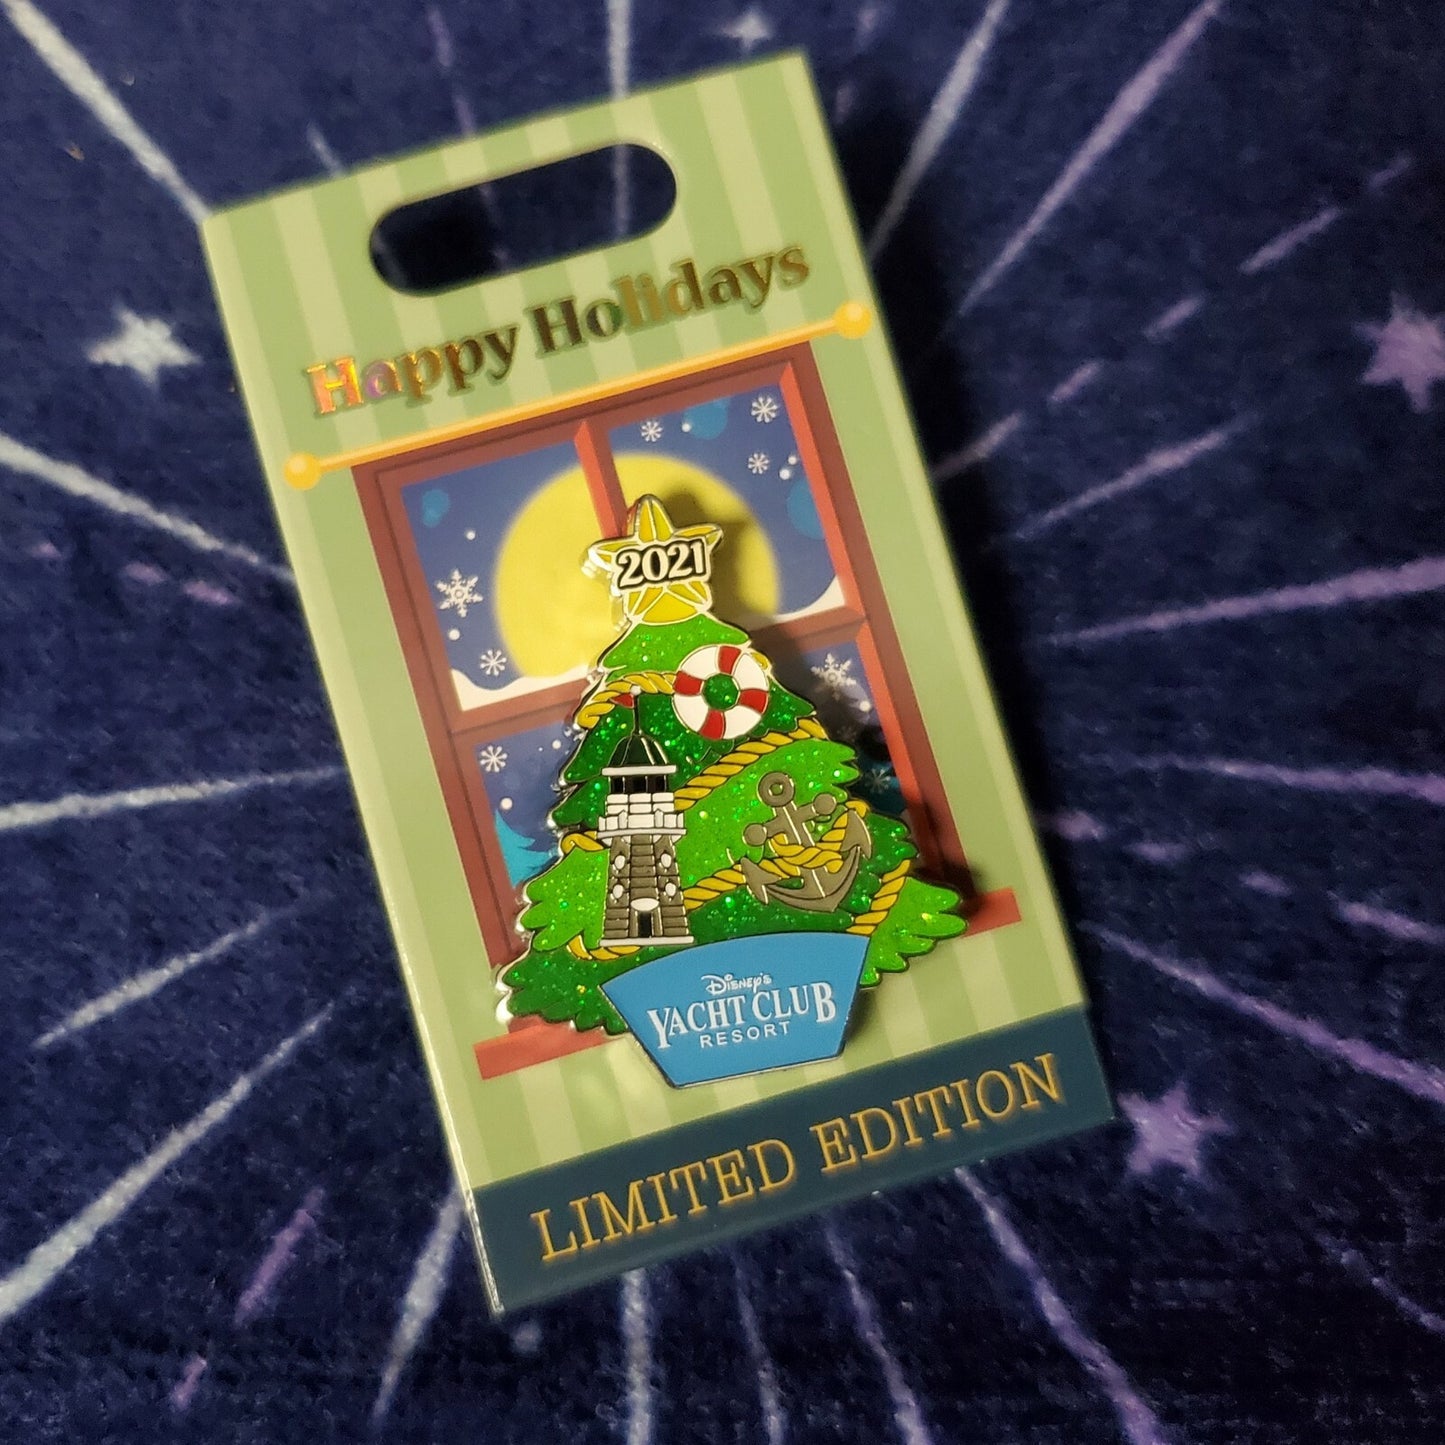 Happy Holidays
2021
Disney's
YACHT CLUB
RESORT
LIMITED EDITION